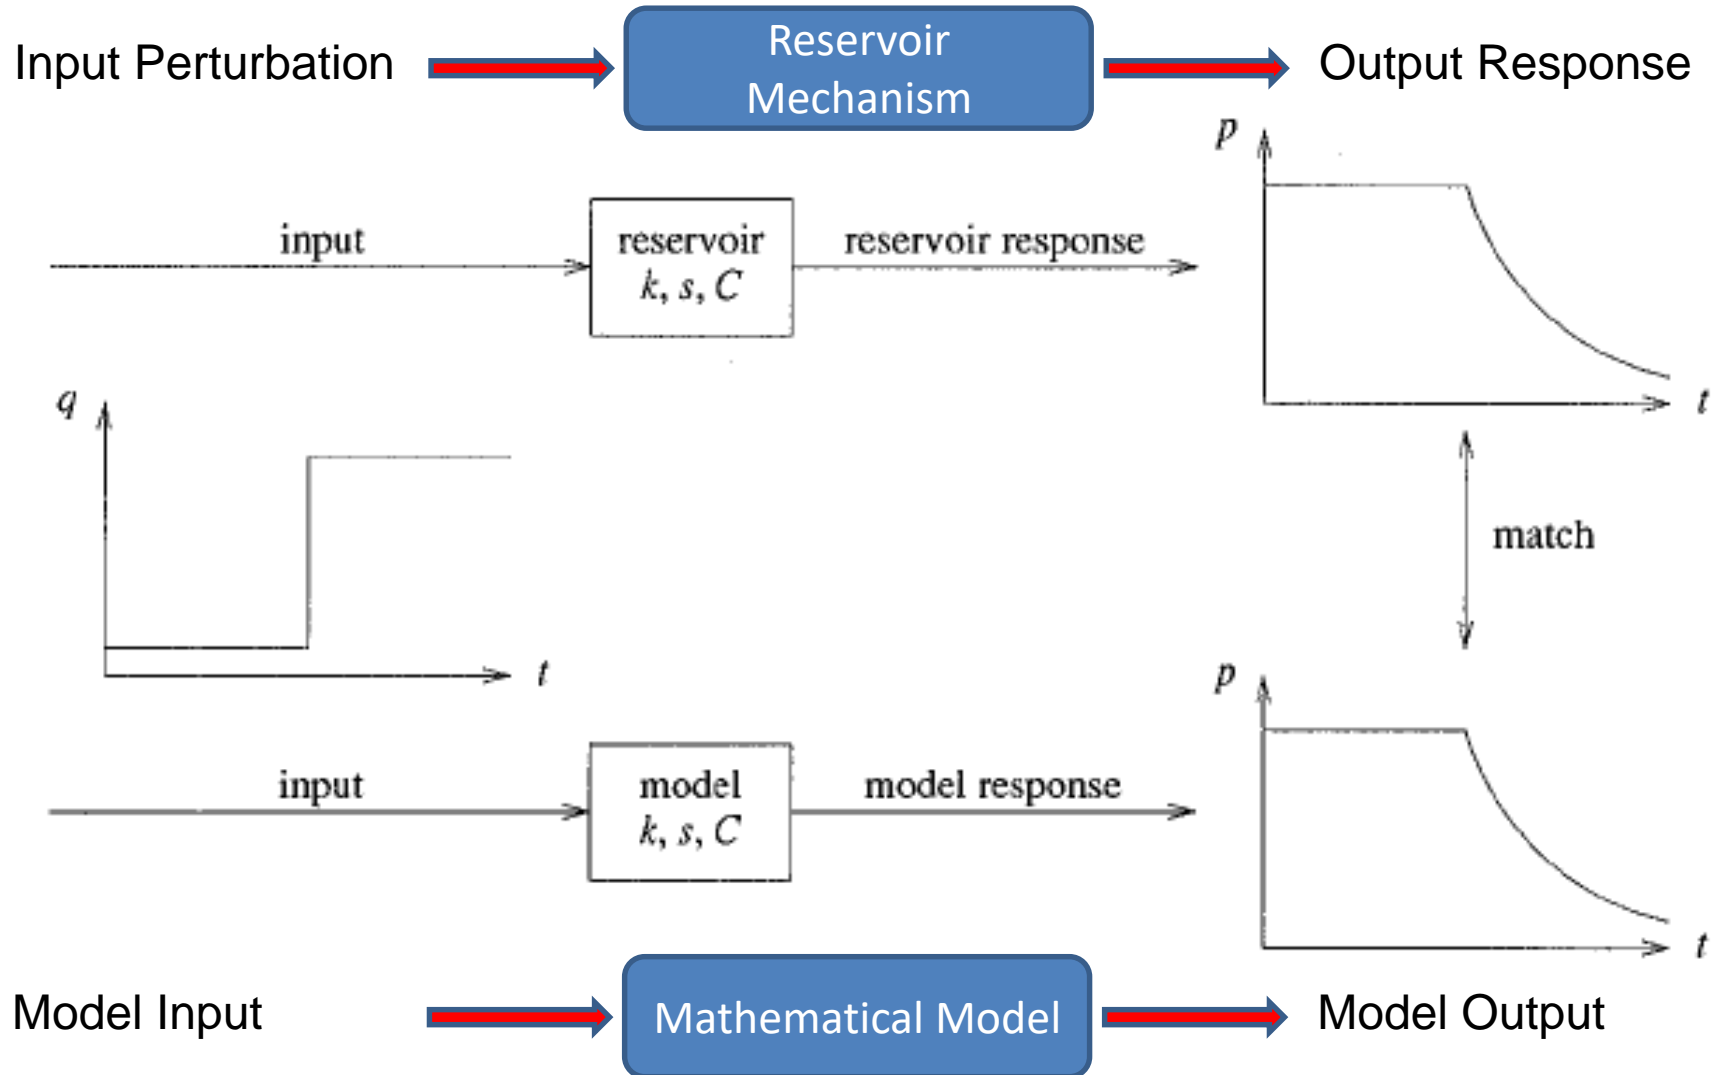 Input Perturbation
Reservoir
Mechanism
Output Response
p
input
reservoir
k, s, C
reservoir response
t
q
t
match
p
input
model
k, s, C
model response
t
Model Input
Mathematical Model
Model Output